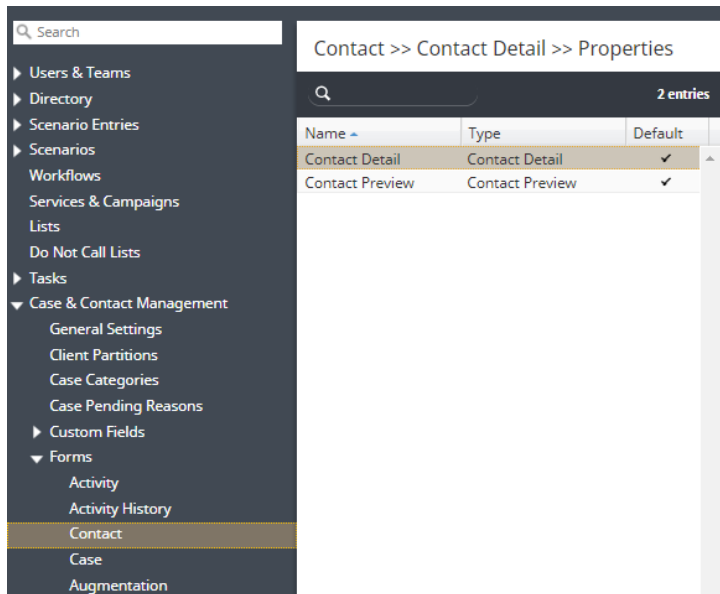 Search
Users & Teams
Directory
Scenario Entries
Scenarios
Workflows
Services & Campaigns
Lists
Do Not Call Lists
Tasks
Case & Contact Management
General Settings
Client Partitions
Case Categories
Case Pending Reasons
Custom Fields
Forms
Activity
Activity History
Contact
Case
Augmentation
Contact >> Contact Detail >> Properties
2 entries
Name Type Default
Contact Detail Contact Detail ✔
Contact Preview Contact Preview ✔